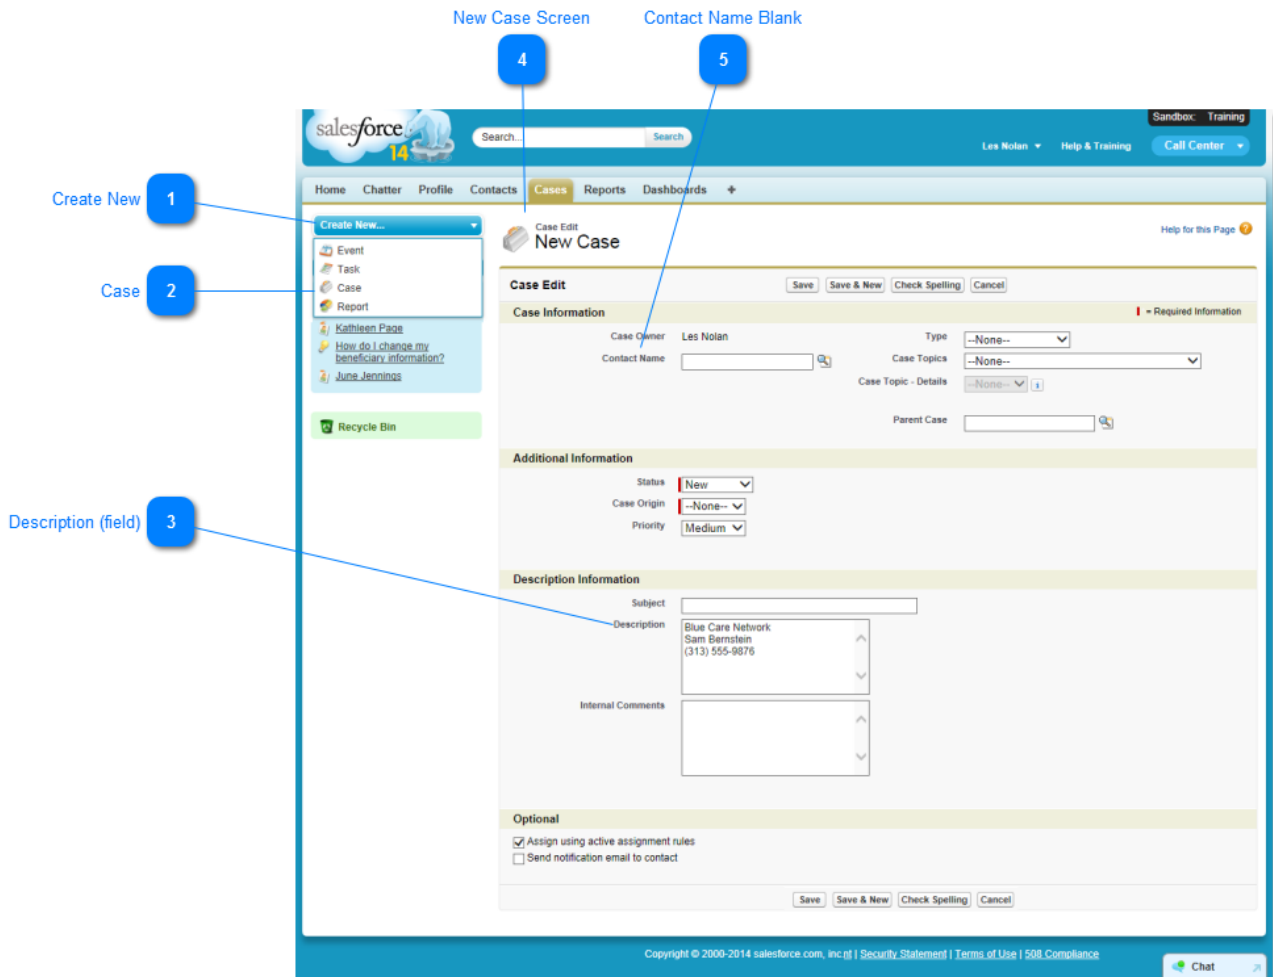 New Case Screen
Contact Name Blank
4
5
salesforce
14
Search...
Search
Sandbox: Training
Les Nolan
Help & Training
Call Center
Create New
1
Home Chatter Profile Contacts Cases Reports Dashboards +
Create New...
Event
Task
Case
Report
Case
2
Kathleen Page
How do I change my
beneficiary information?
June Jennings
Recycle Bin
Case Edit
New Case
Help for this Page
Case Edit
Save Save & New Check Spelling Cancel
Case Information
= Required Information
Case Owner Les Nolan
Type --None--
Contact Name
Case Topics --None--
Case Topic - Details --None--
Parent Case
Additional Information
Status New
Case Origin --None--
Priority Medium
Description (field)
3
Description Information
Subject
Description
Blue Care Network
Sam Bernstein
(313) 555-9876
Internal Comments
Optional
Assign using active assignment rules
Send notification email to contact
Save Save & New Check Spelling Cancel
Copyright © 2000-2014 salesforce.com, inc.nt | Security Statement | Terms of Use | 508 Compliance
Chat